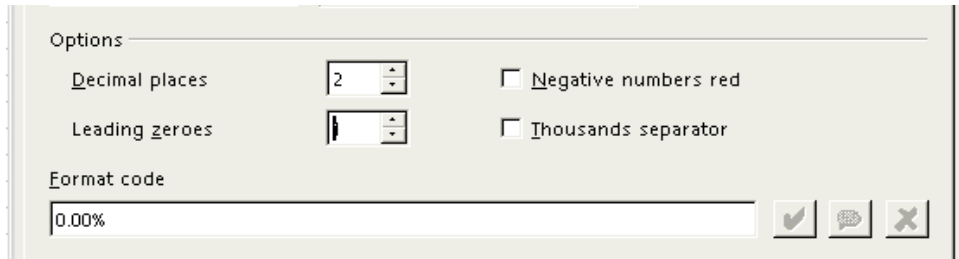 Options
Decimal places 2 Negative numbers red
Leading zeroes Thousands separator
Format code
0.00%